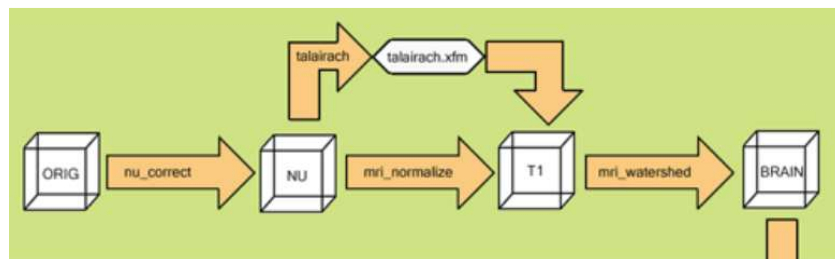 talairach
talairach.xfm
ORIG
nu_correct
NU
mri_normalize
T1
mri_watershed
BRAIN